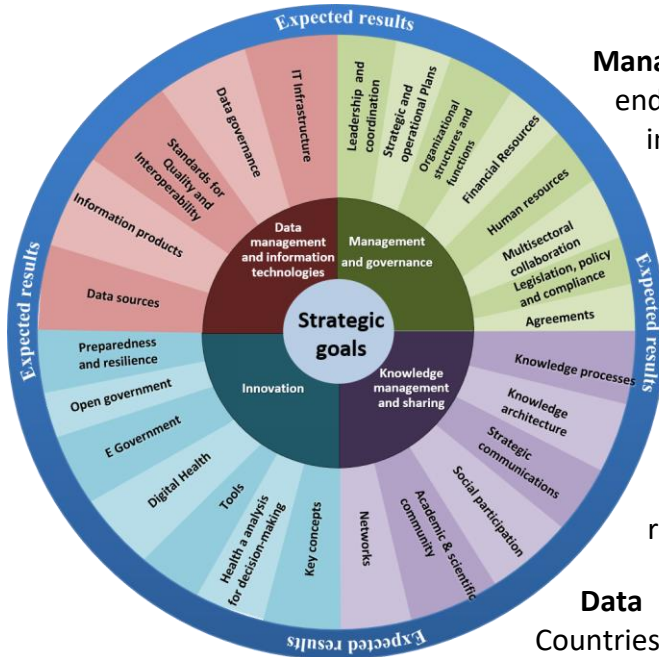 Expected results
Leadership and
coordination
Strategic and
operational Plans
Organizational
structures and
functions
Financial Resources
Human resources
Multisectoral
collaboration
Legislation, policy
and compliance
Agreements
Expected results
Knowledge processes
Knowledge
architecture
Strategic
communications
Social participation
Academic & scientific
community
Networks
Expected results
Key concepts
Health a analysis
for decision-making
Tools
Digital Health
E Government
Open government
Preparedness
and resilience
Expected results
Data sources
Information products
Standards for
Quality and
Interoperability
Data governance
IT Infrastructure
Data
management
and information
technologies
Management
and governance
Strategic
goals
Innovation
Knowledge
management
and sharing
Mana
end
in
r
Data
Countries